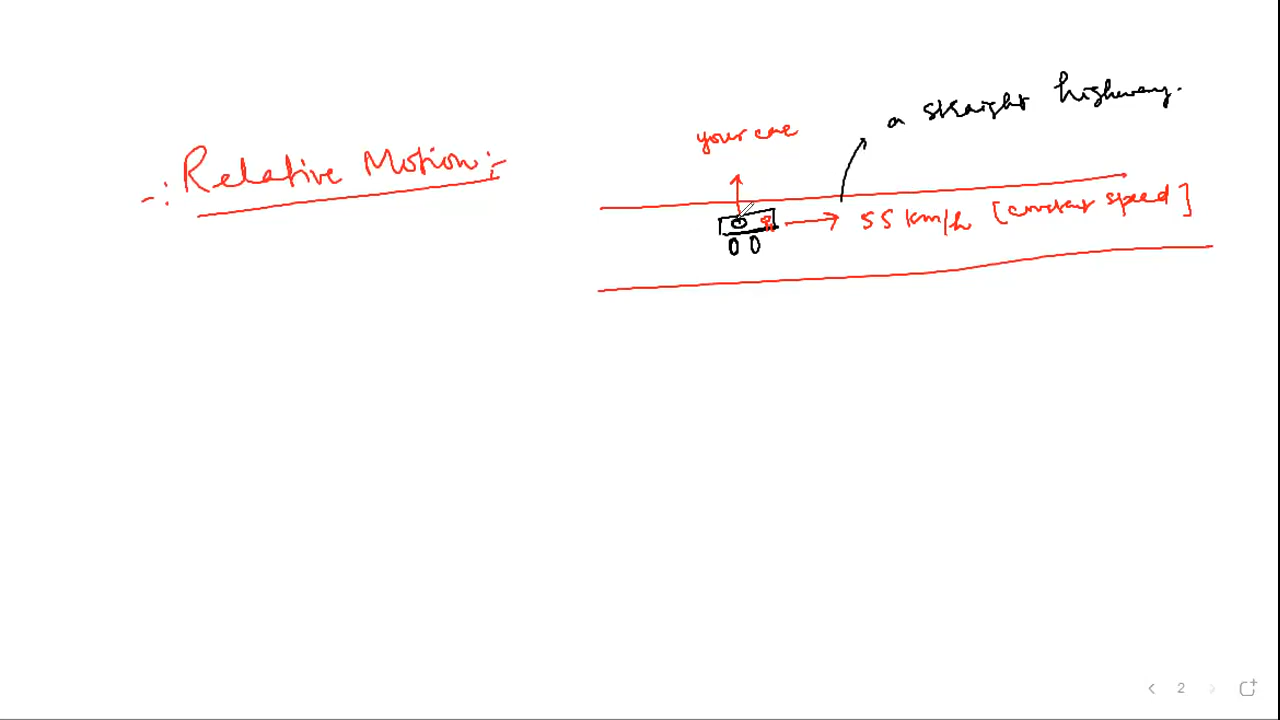 a straight highway.
your car
-: Relative Motion :-
55 km/h [constant speed]
2